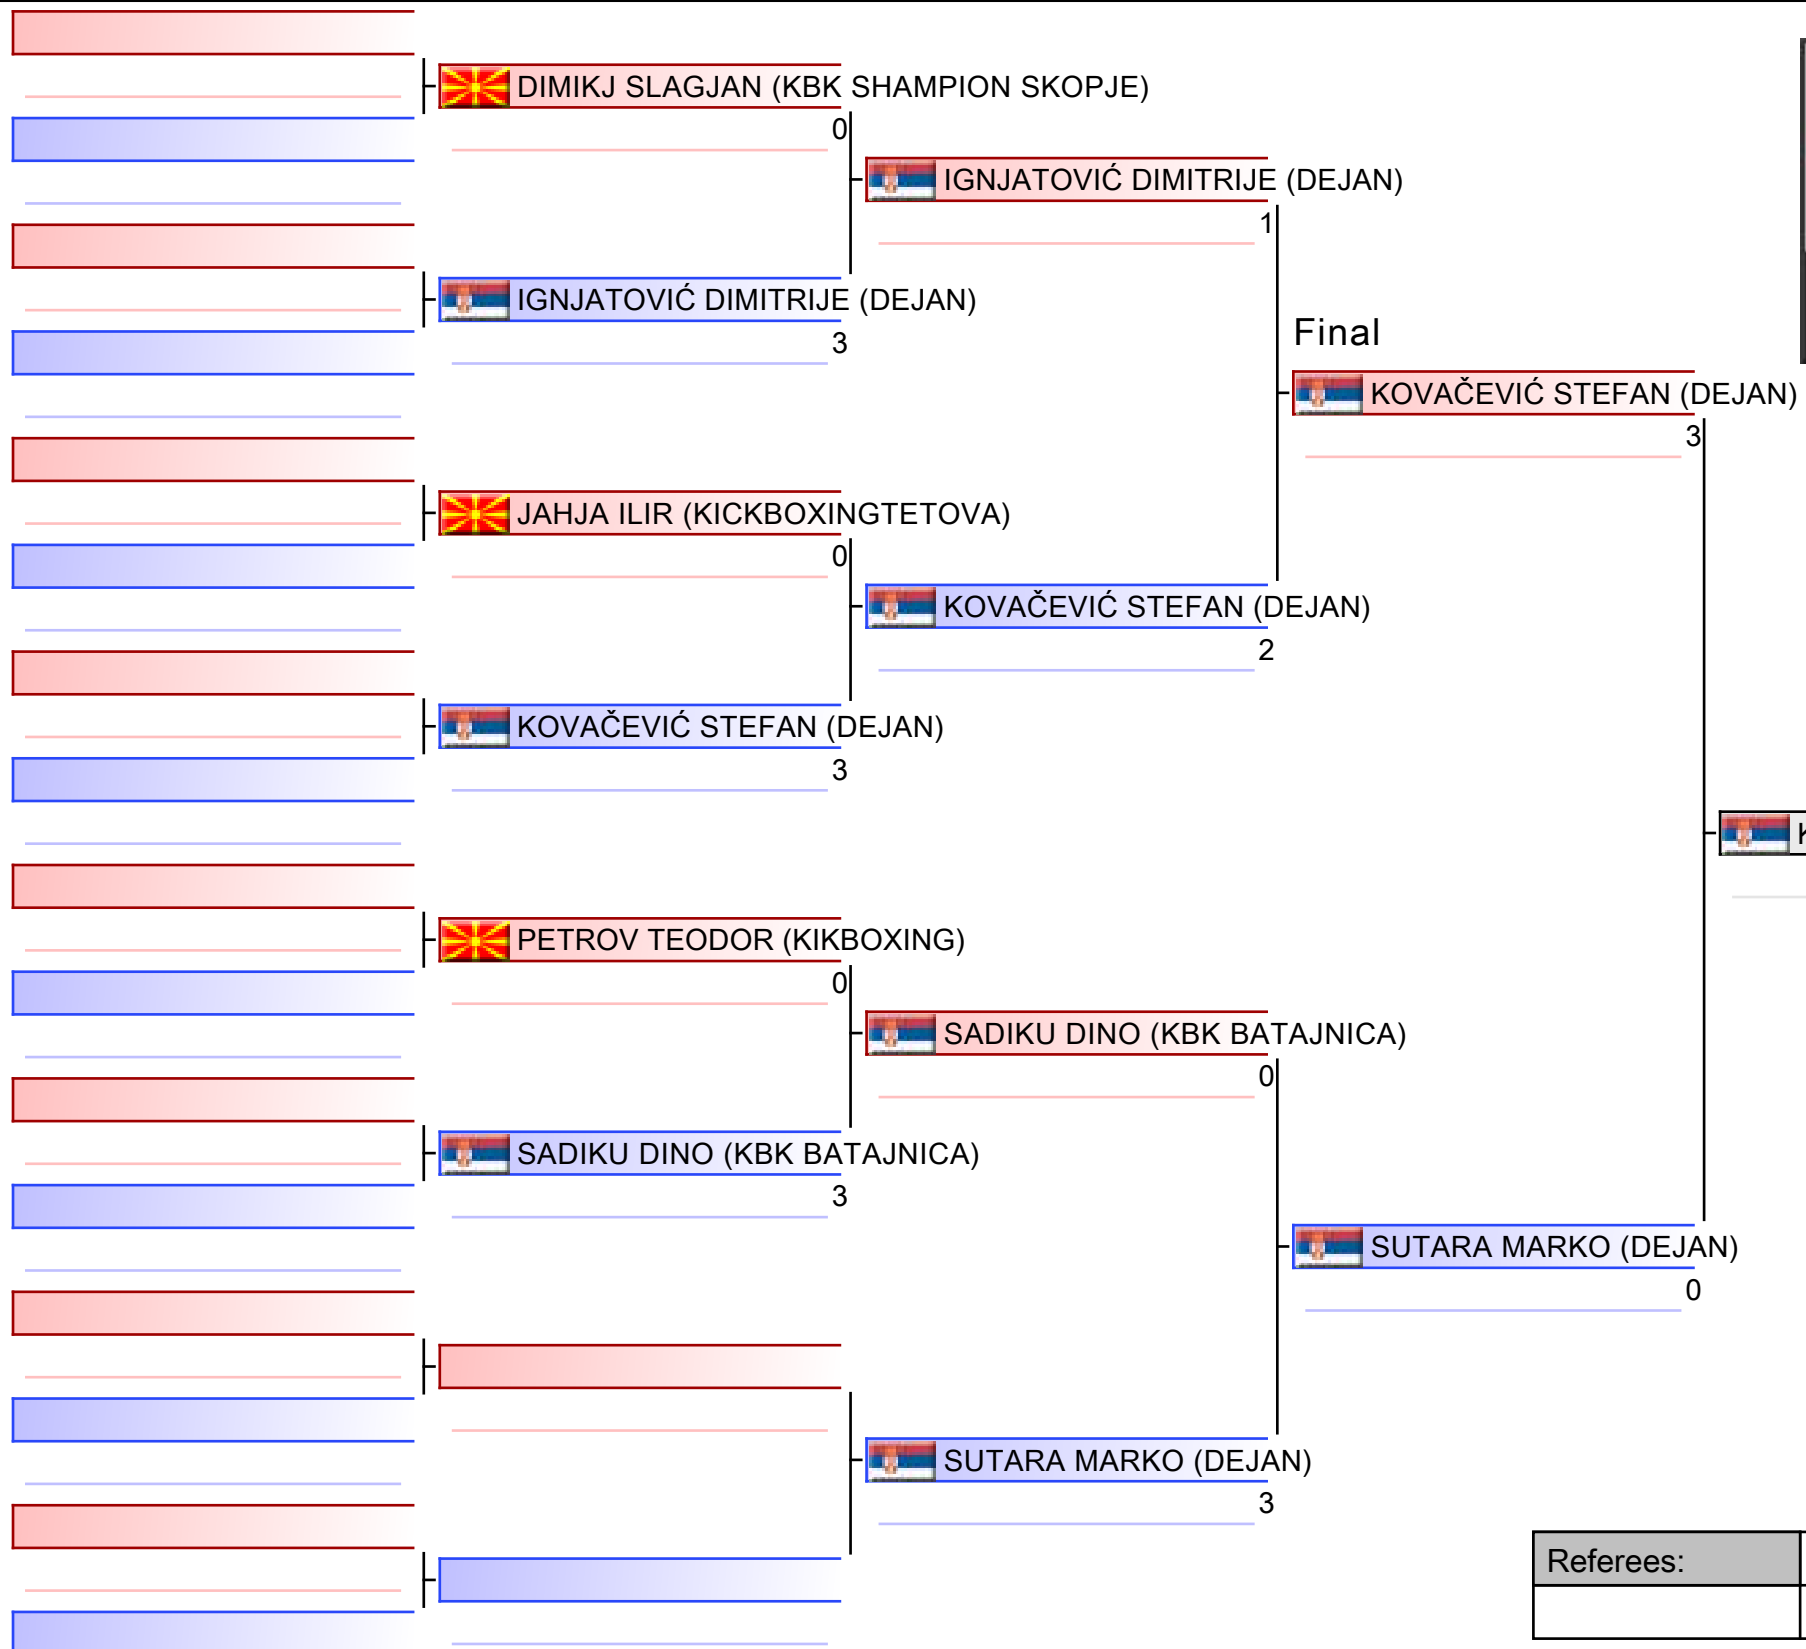 DIMIKJ SLAGJAN (KBK SHAMPION SKOPJE)
0
IGNJATOVIĆ DIMITRIJE (DEJAN)
1
IGNJATOVIĆ DIMITRIJE (DEJAN)
3
Final
KOVAČEVIĆ STEFAN (DEJAN)
3
JAHJA ILIR (KICKBOXINGTETOVA)
0
KOVAČEVIĆ STEFAN (DEJAN)
2
KOVAČEVIĆ STEFAN (DEJAN)
3
K
PETROV TEODOR (KIKBOXING)
0
SADIKU DINO (KBK BATAJNICA)
0
SADIKU DINO (KBK BATAJNICA)
3
SUTARA MARKO (DEJAN)
0
SUTARA MARKO (DEJAN)
3
Referees: